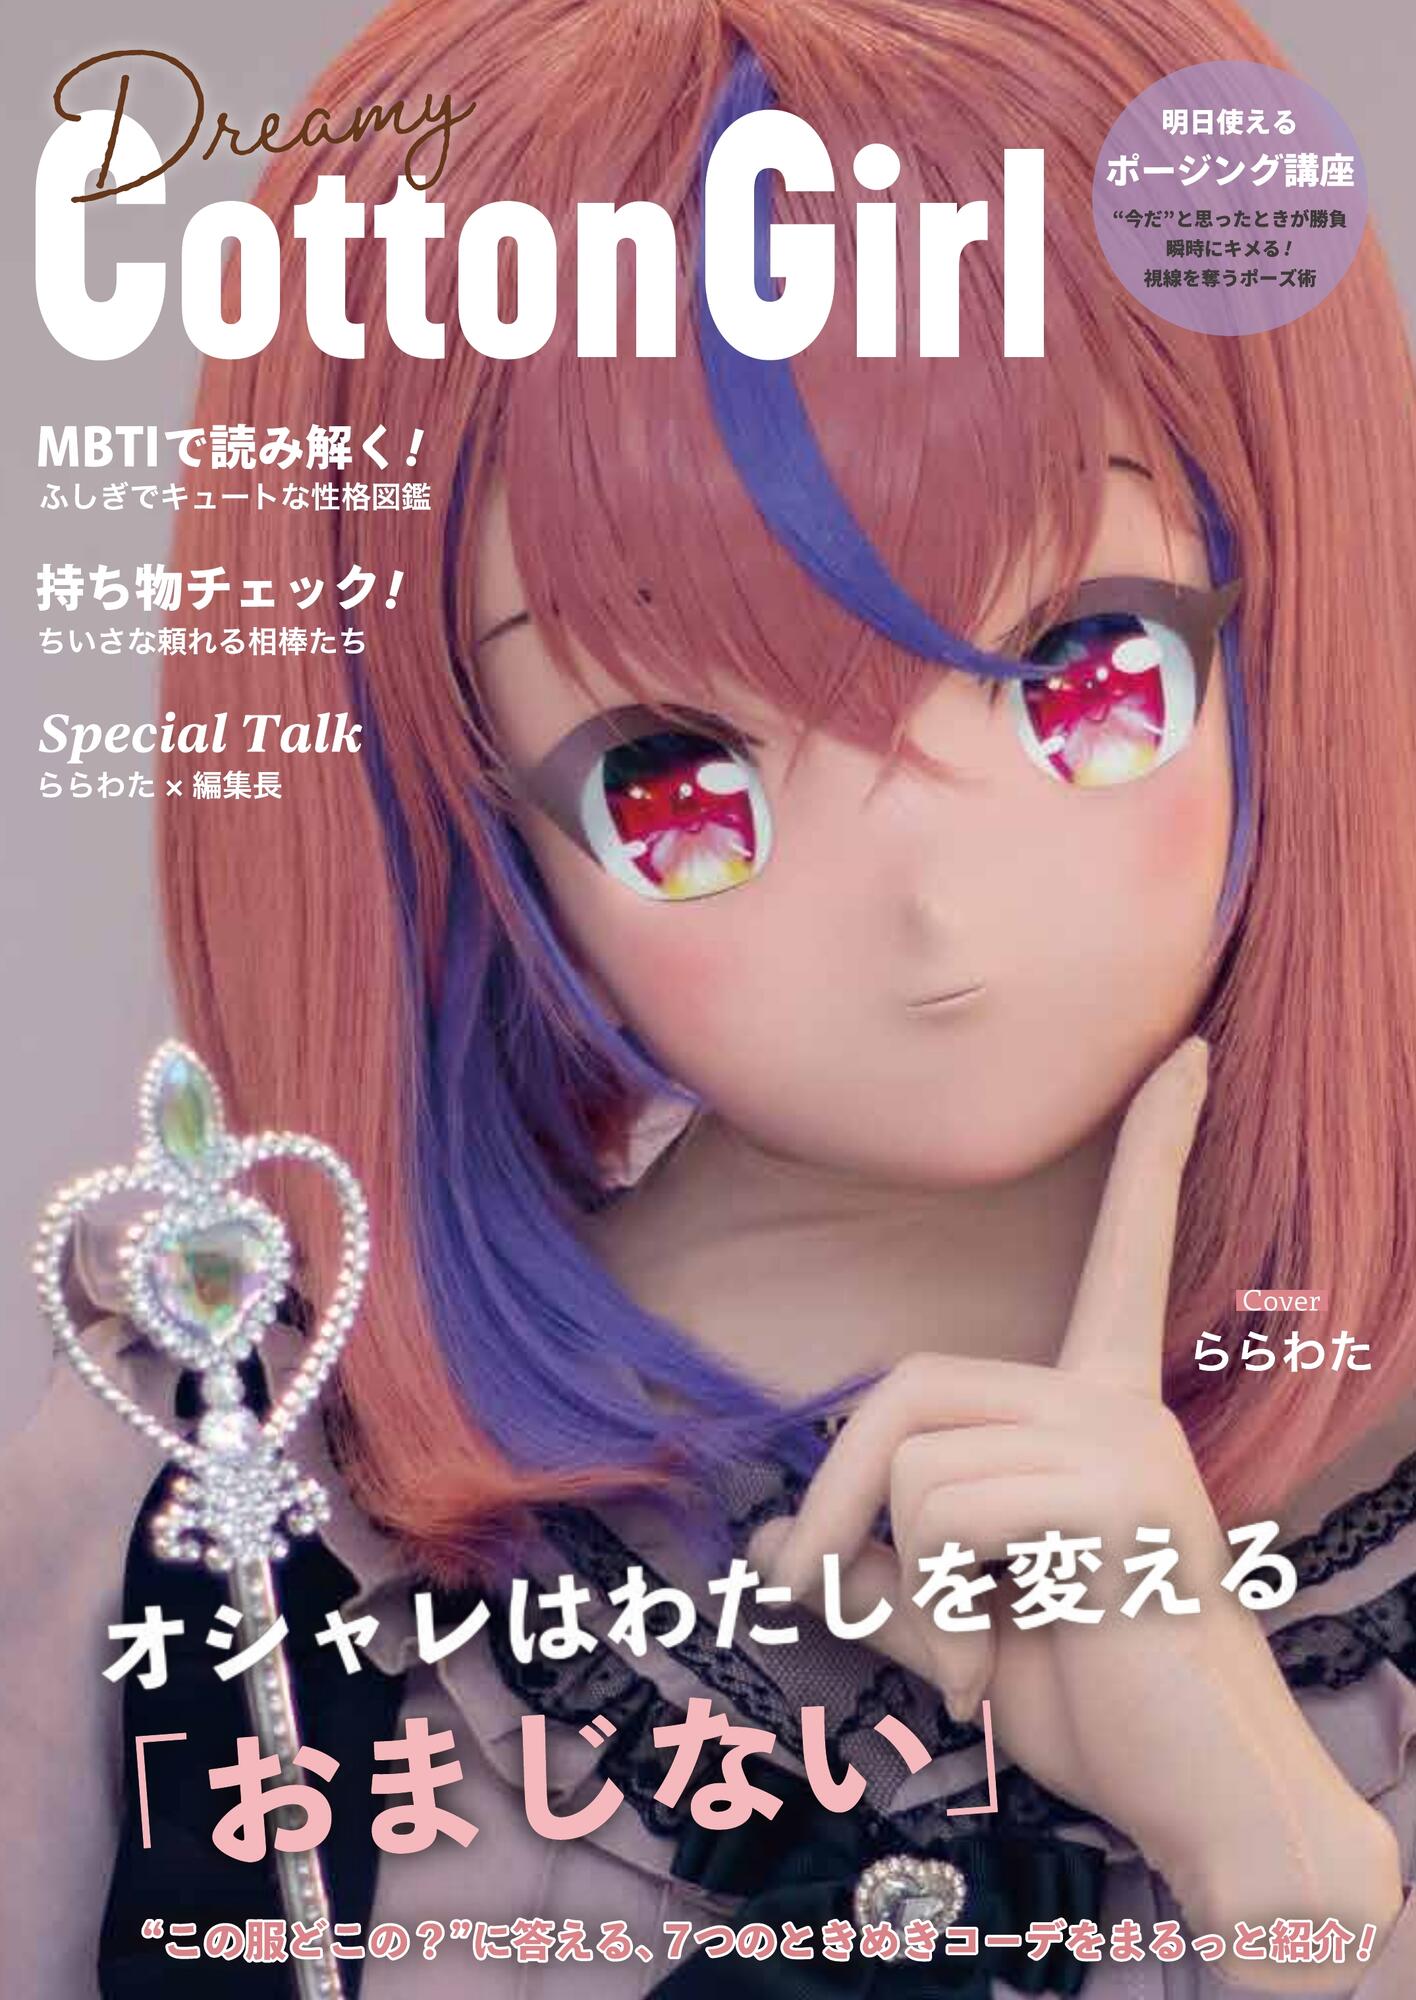 Dreamy
CottonGirl
明日使える
ポージング講座
“今だ”と思ったときが勝負
瞬時にキメる!
視線を奪うポーズ術
MBTIで読み解く!
ふしぎでキュートな性格図鑑
持ち物チェック!
ちいさな頼れる相棒たち
Special Talk
ららわた × 編集長
Cover
ららわた
オシャレはわたしを変える
「おまじない」
“この服どこの?”に答える、7つのときめきコーデをまるっと紹介!